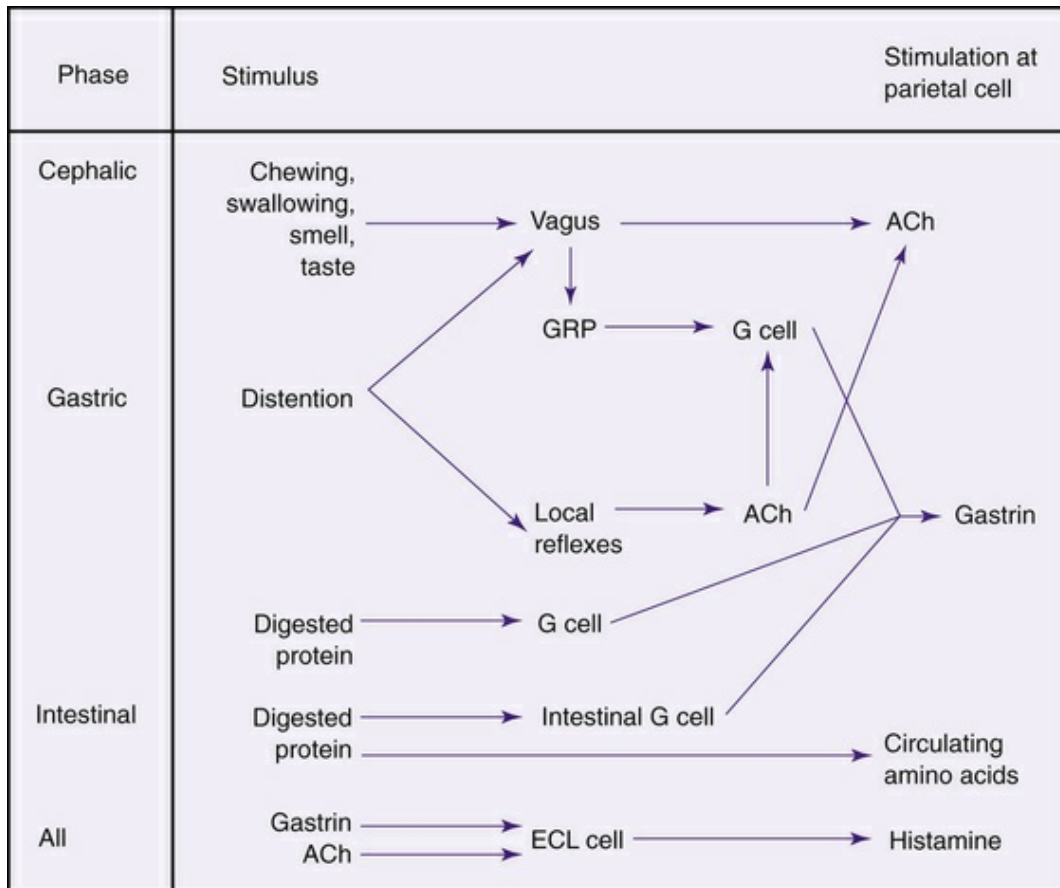 Phase
Stimulus
Stimulation at
parietal cell
Cephalic
Chewing,
swallowing,
smell,
taste
Vagus
ACh
GRP
G cell
Gastric
Distention
Local
reflexes
ACh
Gastrin
Digested
protein
G cell
Intestinal
Digested
protein
Intestinal G cell
Circulating
amino acids
All
Gastrin
ACh
ECL cell
Histamine